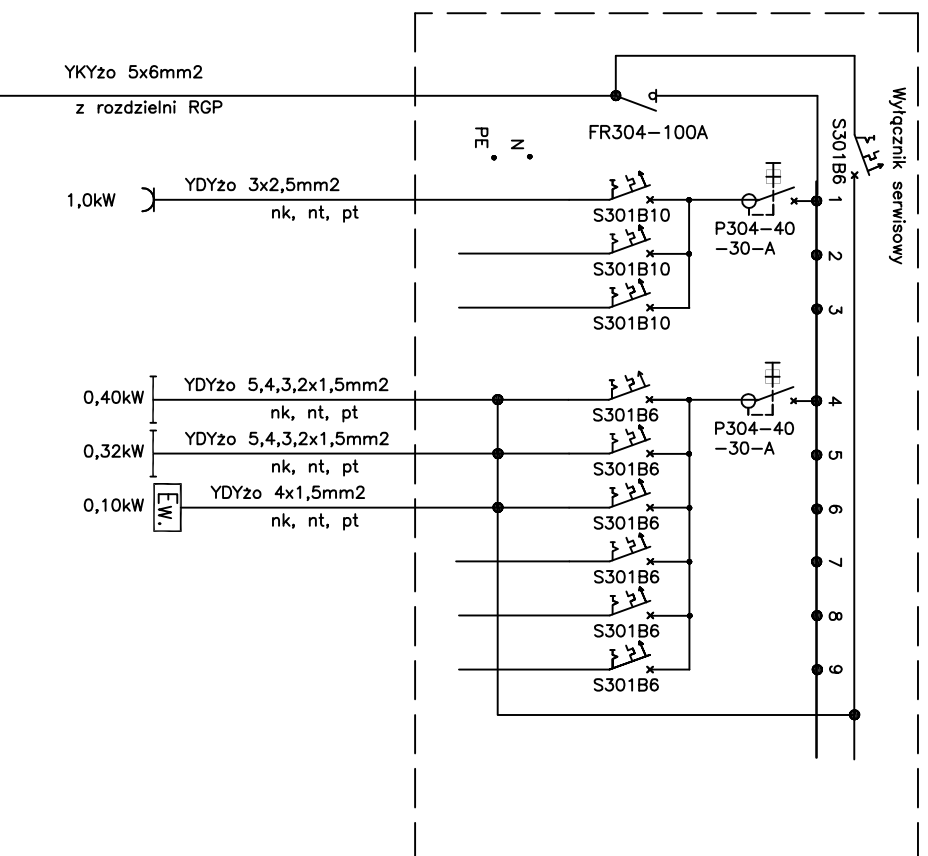 YKYżo 5x6mm2
z rozdzielni RGP
FR304-100A
Wyłącznik serwisowy
S301B6
PE
N
1,0kW
YDYżo 3x2,5mm2
nk, nt, pt
S301B10
P304-40
-30-A
1
S301B10
2
S301B10
3
0,40kW
YDYżo 5,4,3,2x1,5mm2
nk, nt, pt
S301B6
P304-40
-30-A
4
0,32kW
YDYżo 5,4,3,2x1,5mm2
nk, nt, pt
S301B6
5
0,10kW
EW.
YDYżo 4x1,5mm2
nk, nt, pt
S301B6
6
S301B6
7
S301B6
8
S301B6
9